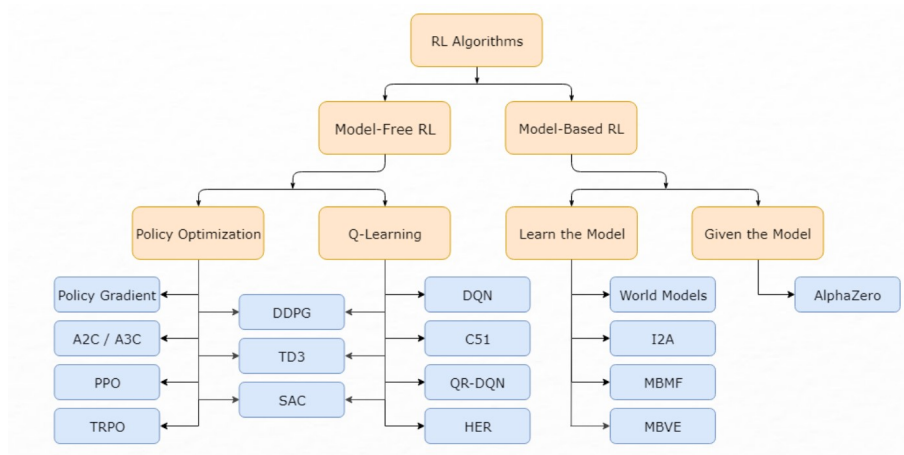 RL Algorithms
Model-Free RL
Model-Based RL
Policy Optimization
Q-Learning
Learn the Model
Given the Model
Policy Gradient
DDPG
DQN
World Models
AlphaZero
A2C / A3C
TD3
C51
I2A
PPO
SAC
QR-DQN
MBMF
TRPO
HER
MBVE